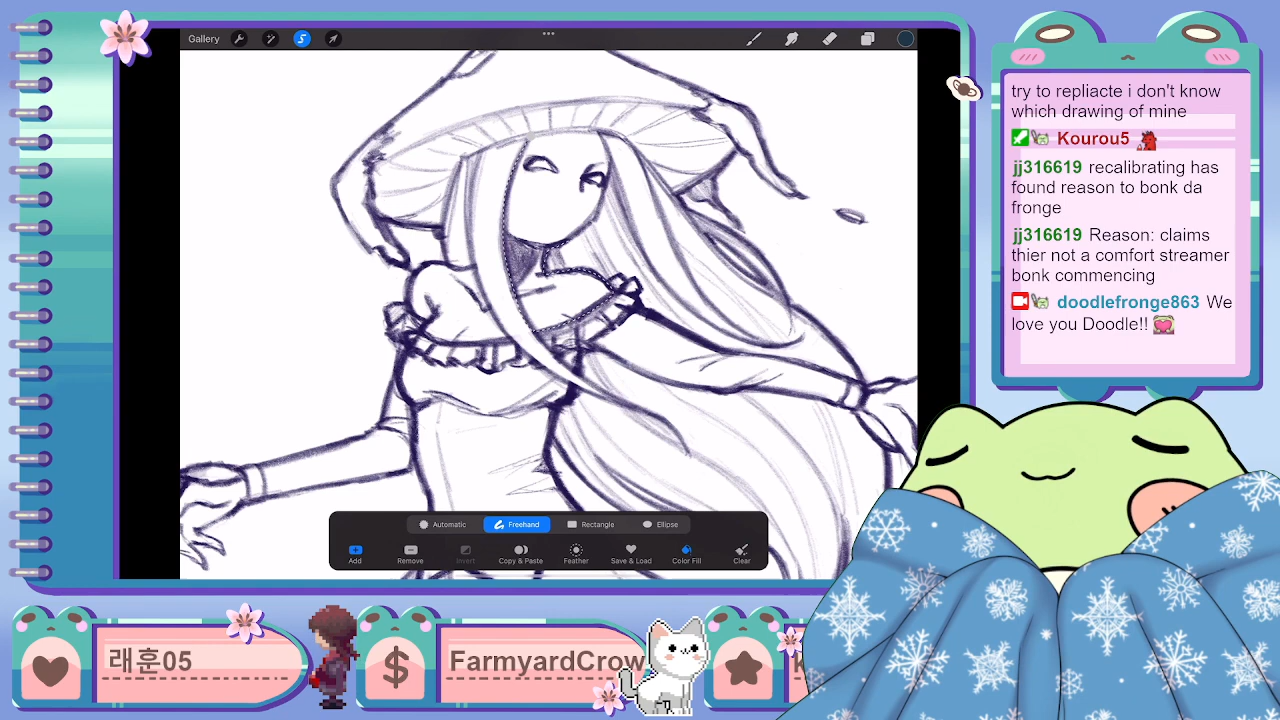 Gallery
try to repliacte i don't know
which drawing of mine
Kourou5
jj316619 recalibrating has
found reason to bonk da
fronge
jj316619 Reason: claims
thier not a comfort streamer
bonk commencing
doodlefronge863 We
love you Doodle!!
Automatic Freehand Rectangle Ellipse
Add Remove Invert Copy & Paste Feather Save & Load Color Fill Clear
래훈05
FarmyardCrow